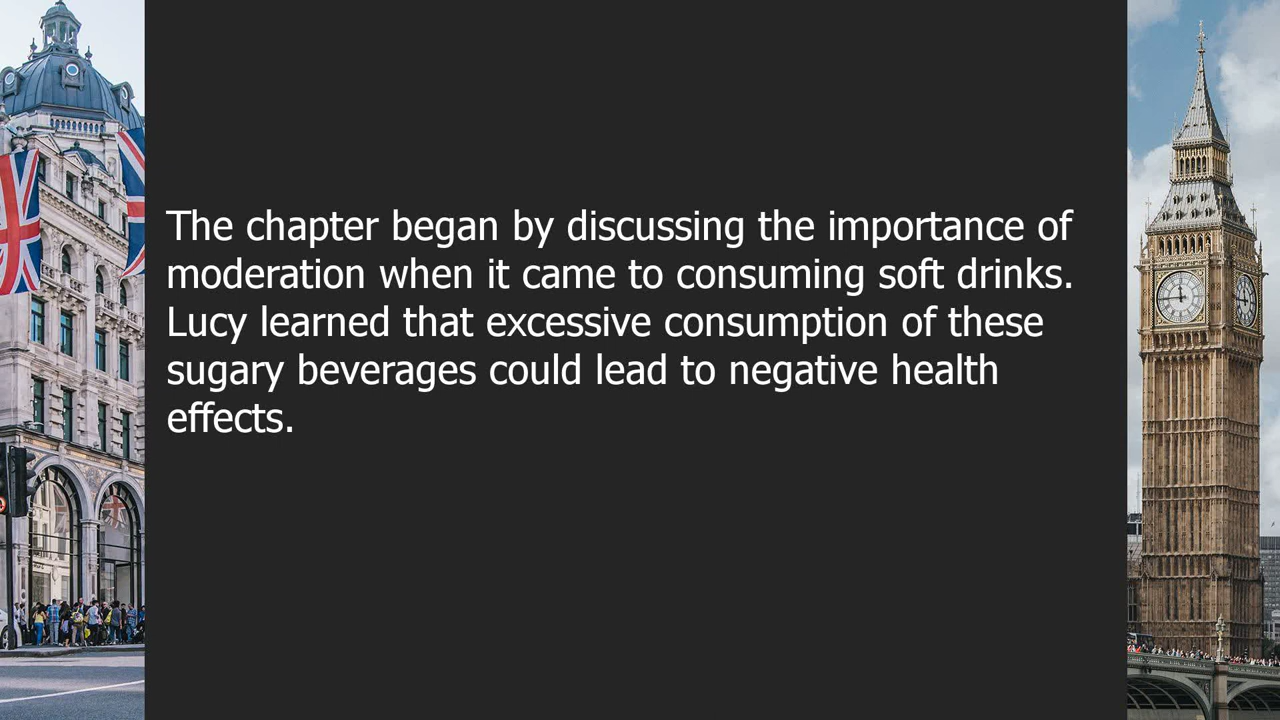 The chapter began by discussing the importance of
moderation when it came to consuming soft drinks.
Lucy learned that excessive consumption of these
sugary beverages could lead to negative health
effects.